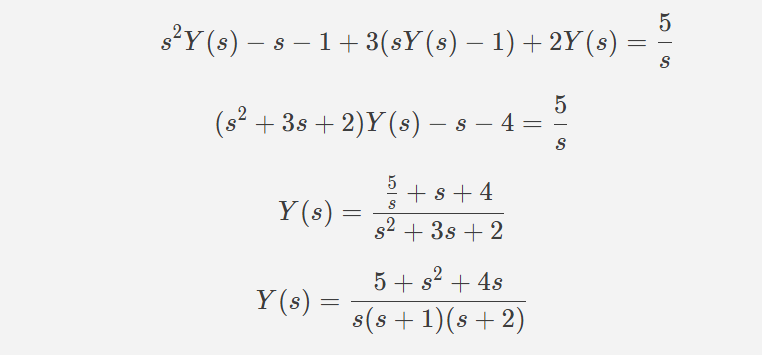 s²Y(s) − s − 1 + 3(sY(s) − 1) + 2Y(s) = 5/s
(s² + 3s + 2)Y(s) − s − 4 = 5/s
Y(s) = (5/s + s + 4)/(s² + 3s + 2)
Y(s) = (5 + s² + 4s)/(s(s + 1)(s + 2))